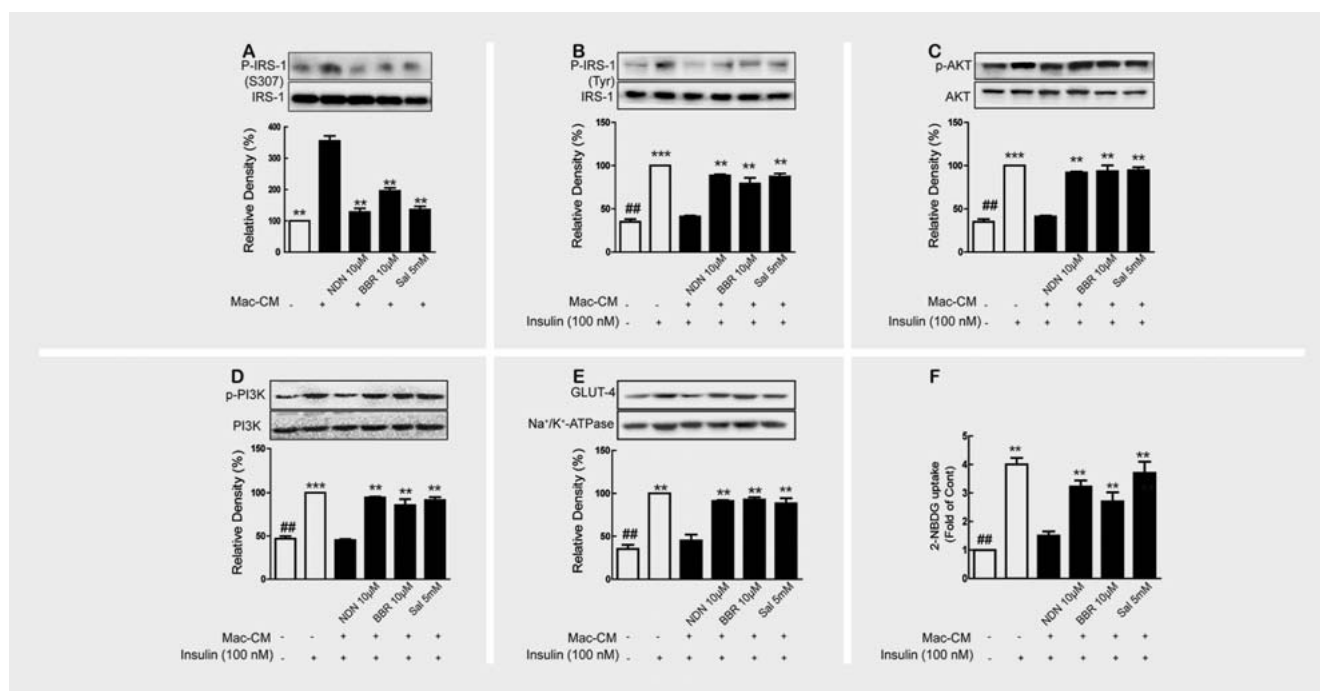 A
P-IRS-1
(S307)
IRS-1
Relative Density (%)
400
300
200
100
0
** ** ** **
NDN 10µM
BBR 10µM
Sal 5mM
Mac-CM - + + + +
B
P-IRS-1
(Tyr)
IRS-1
Relative Density (%)
150
100
50
0
## *** ** ** **
NDN 10µM
BBR 10µM
Sal 5mM
Mac-CM - - + + + +
Insulin (100 nM) - + + + + +
C
p-AKT
AKT
Relative Density (%)
150
100
50
0
## *** ** ** **
NDN 10µM
BBR 10µM
Sal 5mM
Mac-CM - - + + + +
Insulin (100 nM) - + + + + +
D
p-PI3K
PI3K
Relative Density (%)
150
100
50
0
## *** ** ** **
NDN 10µM
BBR 10µM
Sal 5mM
Mac-CM - - + + + +
Insulin (100 nM) - + + + + +
E
GLUT-4
Na⁺/K⁺-ATPase
Relative Density (%)
150
100
50
0
## ** ** ** **
NDN 10µM
BBR 10µM
Sal 5mM
Mac-CM - - + + + +
Insulin (100 nM) - + + + + +
F
2-NBDG uptake
(Fold of Cont)
5
4
3
2
1
0
## ** ** ** **
NDN 10µM
BBR 10µM
Sal 5mM
Mac-CM - - + + + +
Insulin (100 nM) - + + + + +